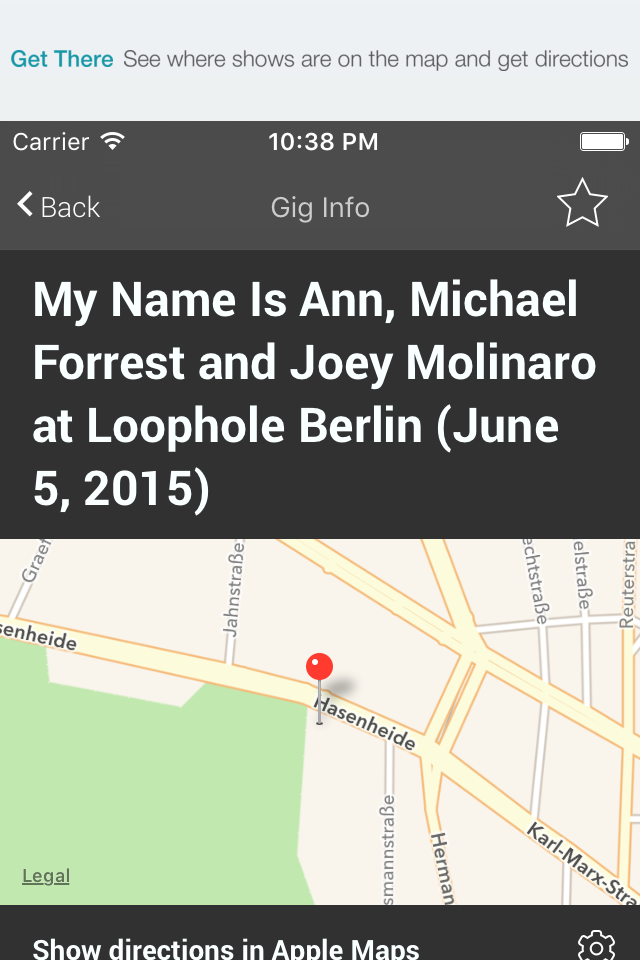 Get There See where shows are on the map and get directions
Carrier 10:38 PM
Back Gig Info
My Name Is Ann, Michael
Forrest and Joey Molinaro
at Loophole Berlin (June
5, 2015)
Graef
Jahnstraße
echtstraße
elstraße
Reuterstra
senheide
Hasenheide
smannstraße
Herman
Karl-Marx-Stra
Legal
Show directions in Apple Maps